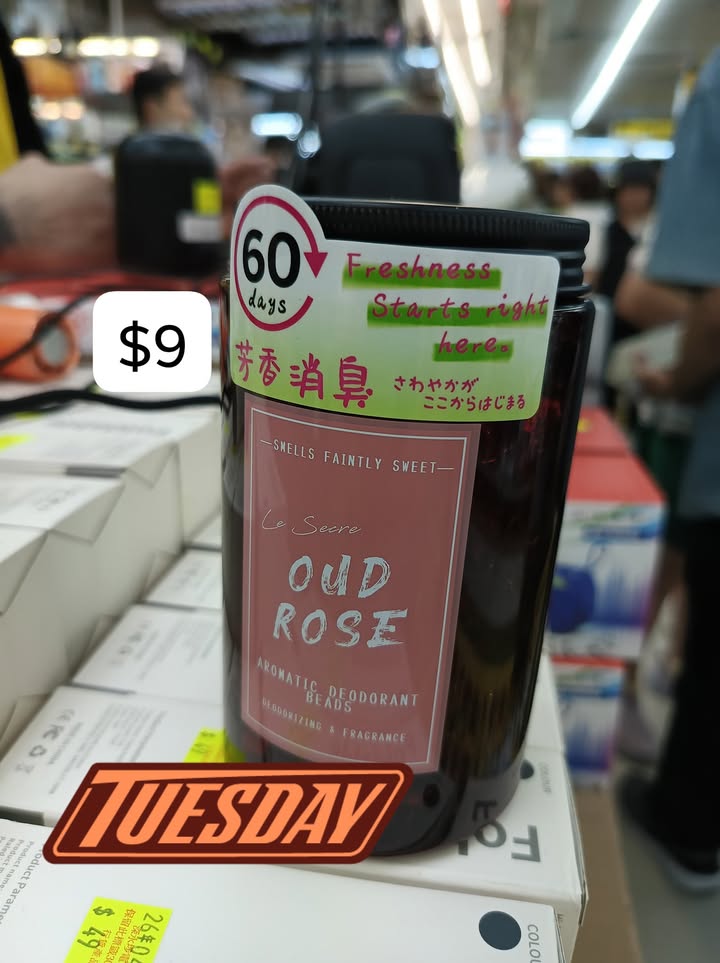 60
days
Freshness
Starts right
here。
芳香消臭
さわやかが
ここからはじまる
$9
—SMELLS FAINTLY SWEET—
Le Secre
OUD
ROSE
AROMATIC DEODORANT
BEADS
DEODORIZING & FRAGRANCE
TUESDAY
$ 49